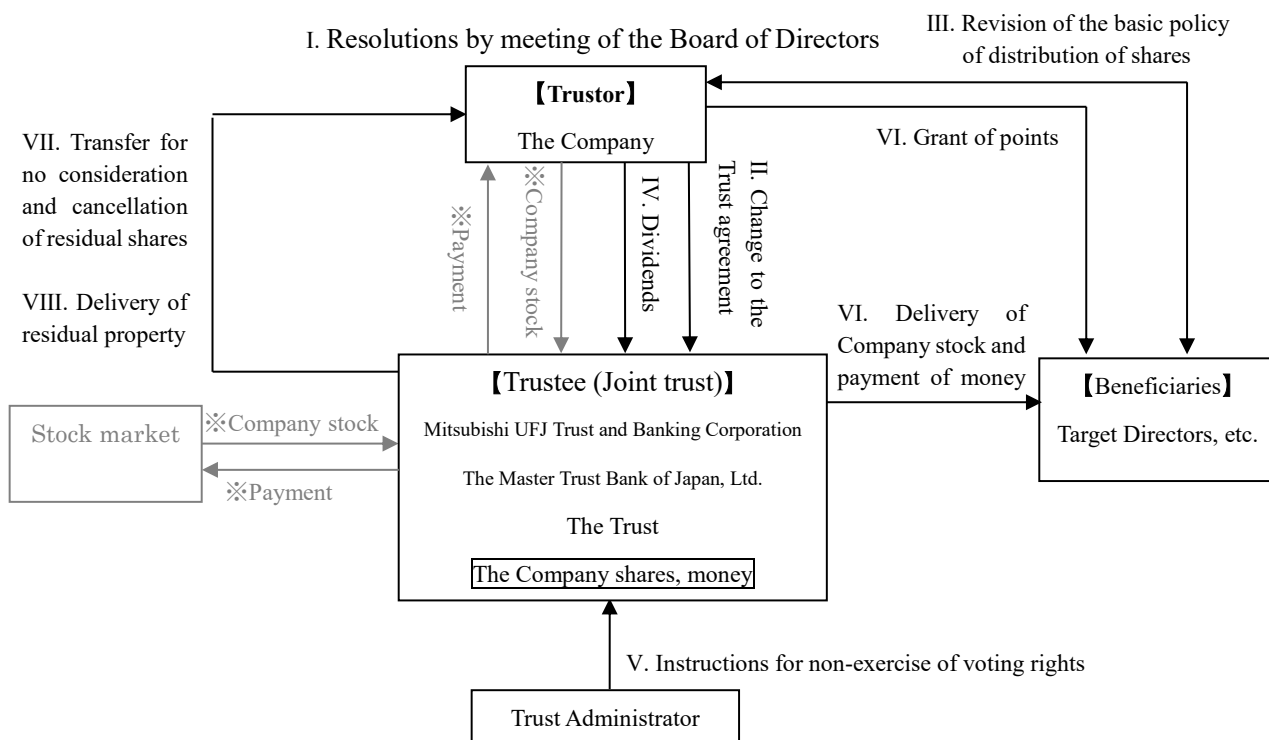 I. Resolutions by meeting of the Board of Directors
III. Revision of the basic policy
of distribution of shares
【Trustor】
The Company
VII. Transfer for
no consideration
and cancellation
of residual shares
VIII. Delivery of
residual property
※Payment
※Company stock
IV. Dividends
II. Change to the
Trust agreement
VI. Grant of points
VI. Delivery of
Company stock and
payment of money
【Trustee (Joint trust)】
Mitsubishi UFJ Trust and Banking Corporation
The Master Trust Bank of Japan, Ltd.
The Trust
The Company shares, money
【Beneficiaries】
Target Directors, etc.
Stock market
※Company stock
※Payment
V. Instructions for non-exercise of voting rights
Trust Administrator